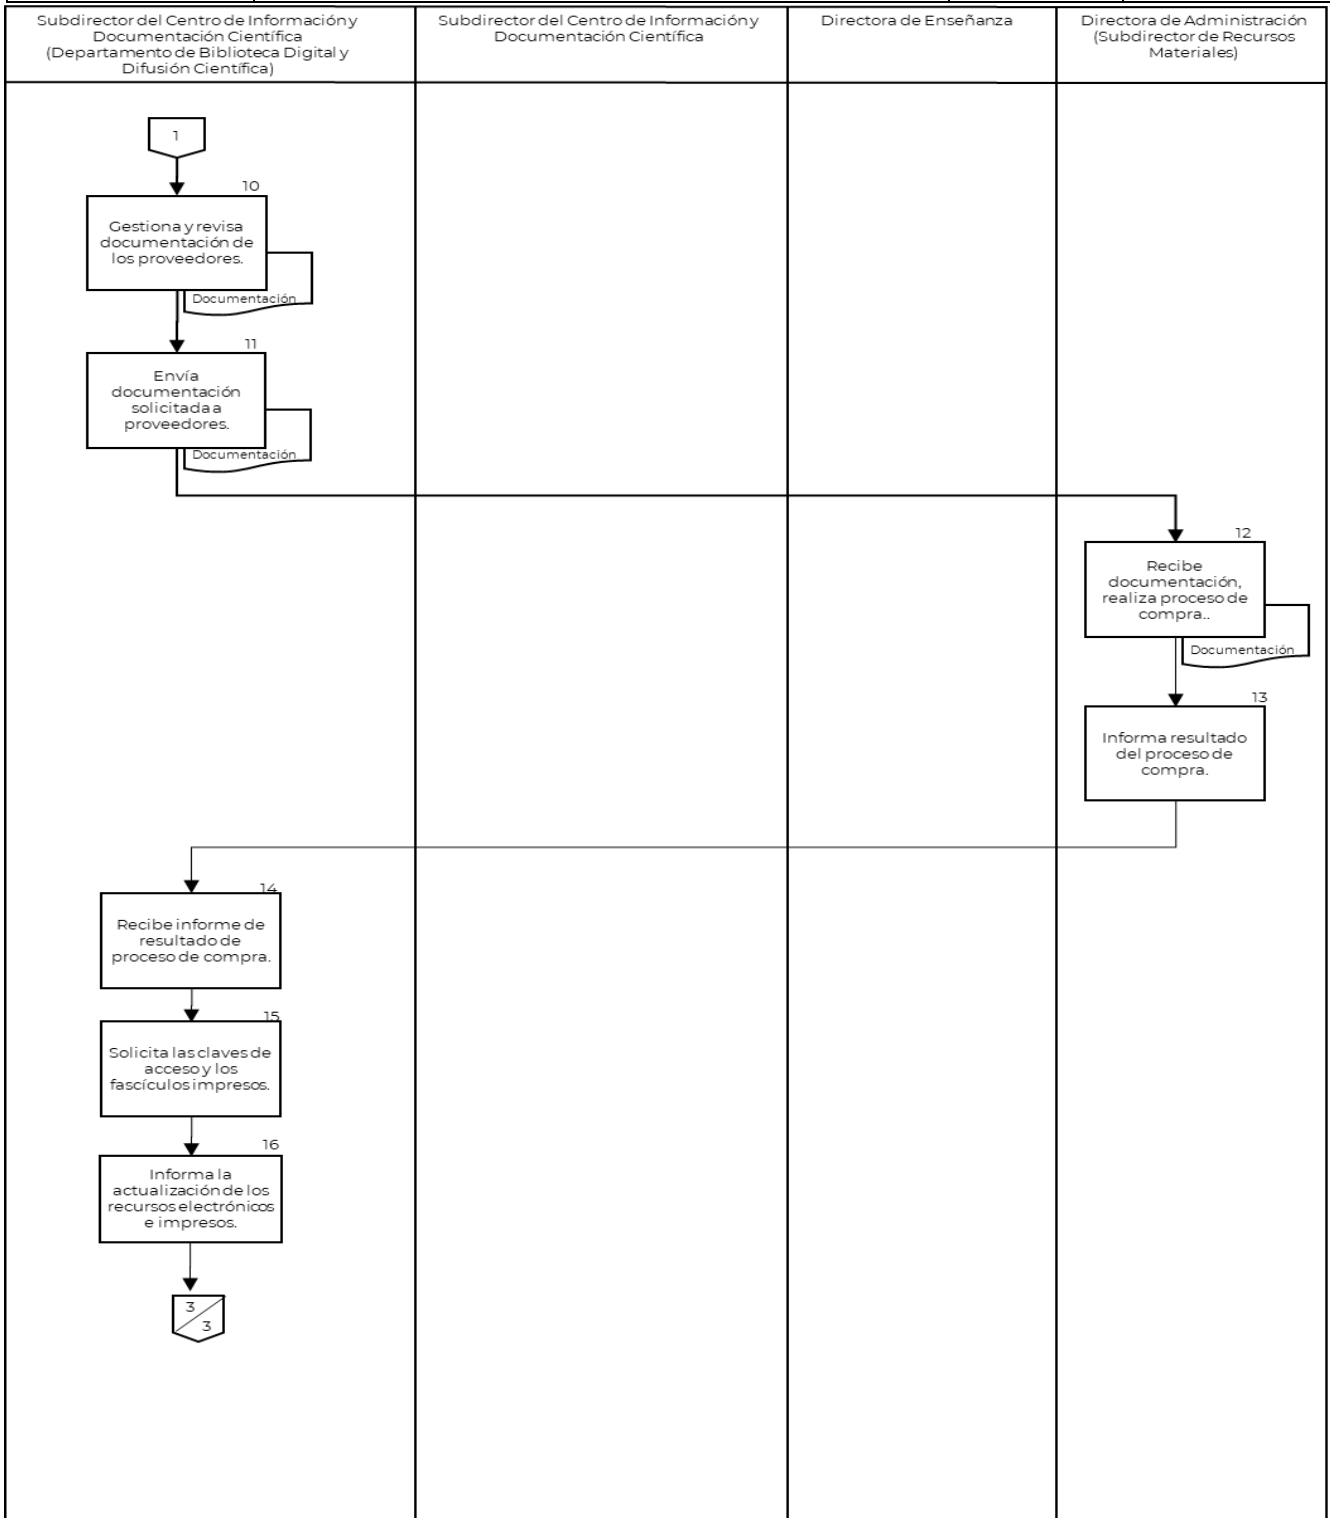 Subdirector del Centro de Información y
Documentación Científica
(Departamento de Biblioteca Digital y
Difusión Científica)
Subdirector del Centro de Información y
Documentación Científica
Directora de Enseñanza
Directora de Administración
(Subdirector de Recursos
Materiales)
1
10
Gestiona y revisa
documentación de
los proveedores.
Documentación
11
Envía
documentación
solicitada a
proveedores.
Documentación
12
Recibe
documentación,
realiza proceso de
compra..
Documentación
13
Informa resultado
del proceso de
compra.
14
Recibe informe de
resultado de
proceso de compra.
15
Solicita las claves de
acceso y los
fascículos impresos.
16
Informa la
actualización de los
recursos electrónicos
e impresos.
3
3